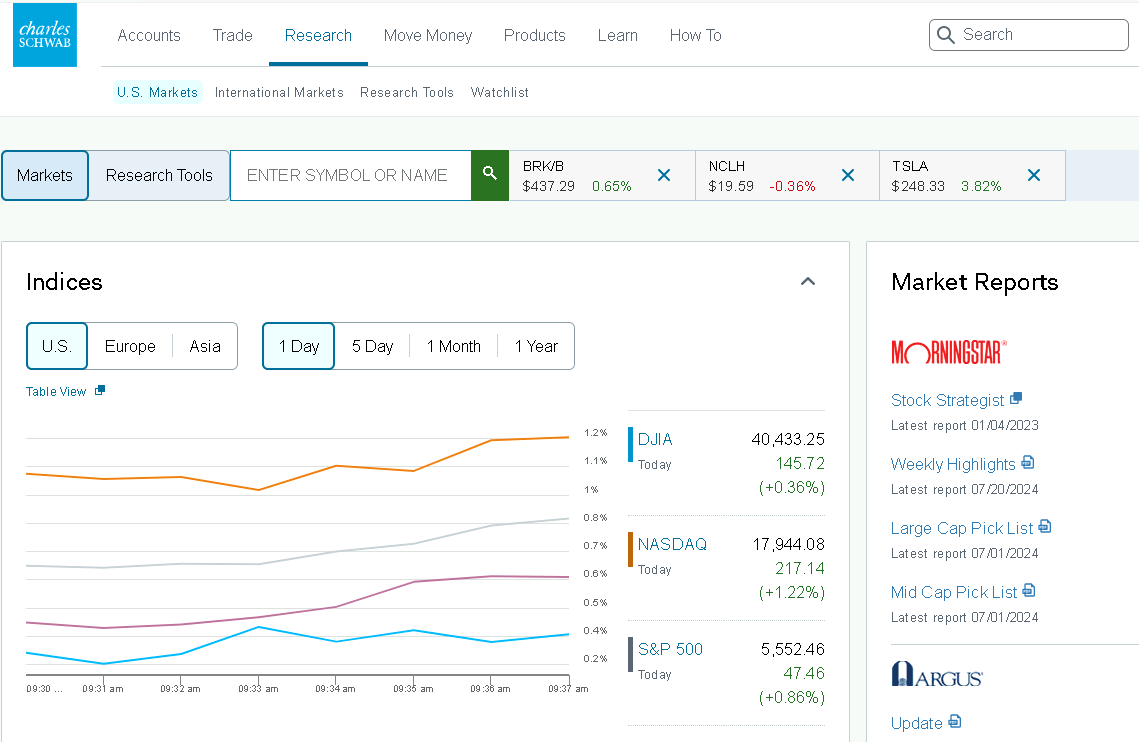 charles
SCHWAB
Accounts Trade Research Move Money Products Learn How To
Search
U.S. Markets International Markets Research Tools Watchlist
Markets Research Tools ENTER SYMBOL OR NAME
BRK/B
$437.29 0.65%
NCLH
$19.59 -0.36%
TSLA
$248.33 3.82%
Indices
U.S. Europe Asia 1 Day 5 Day 1 Month 1 Year
Table View
1.2%
1.1%
1%
0.8%
0.7%
0.6%
0.5%
0.4%
0.2%
09:30 ... 09:31 am 09:32 am 09:33 am 09:34 am 09:35 am 09:36 am 09:37 am
DJIA 40,433.25
Today 145.72
(+0.36%)
NASDAQ 17,944.08
Today 217.14
(+1.22%)
S&P 500 5,552.46
Today 47.46
(+0.86%)
Market Reports
MORNINGSTAR®
Stock Strategist
Latest report 01/04/2023
Weekly Highlights
Latest report 07/20/2024
Large Cap Pick List
Latest report 07/01/2024
Mid Cap Pick List
Latest report 07/01/2024
ARGUS
Update